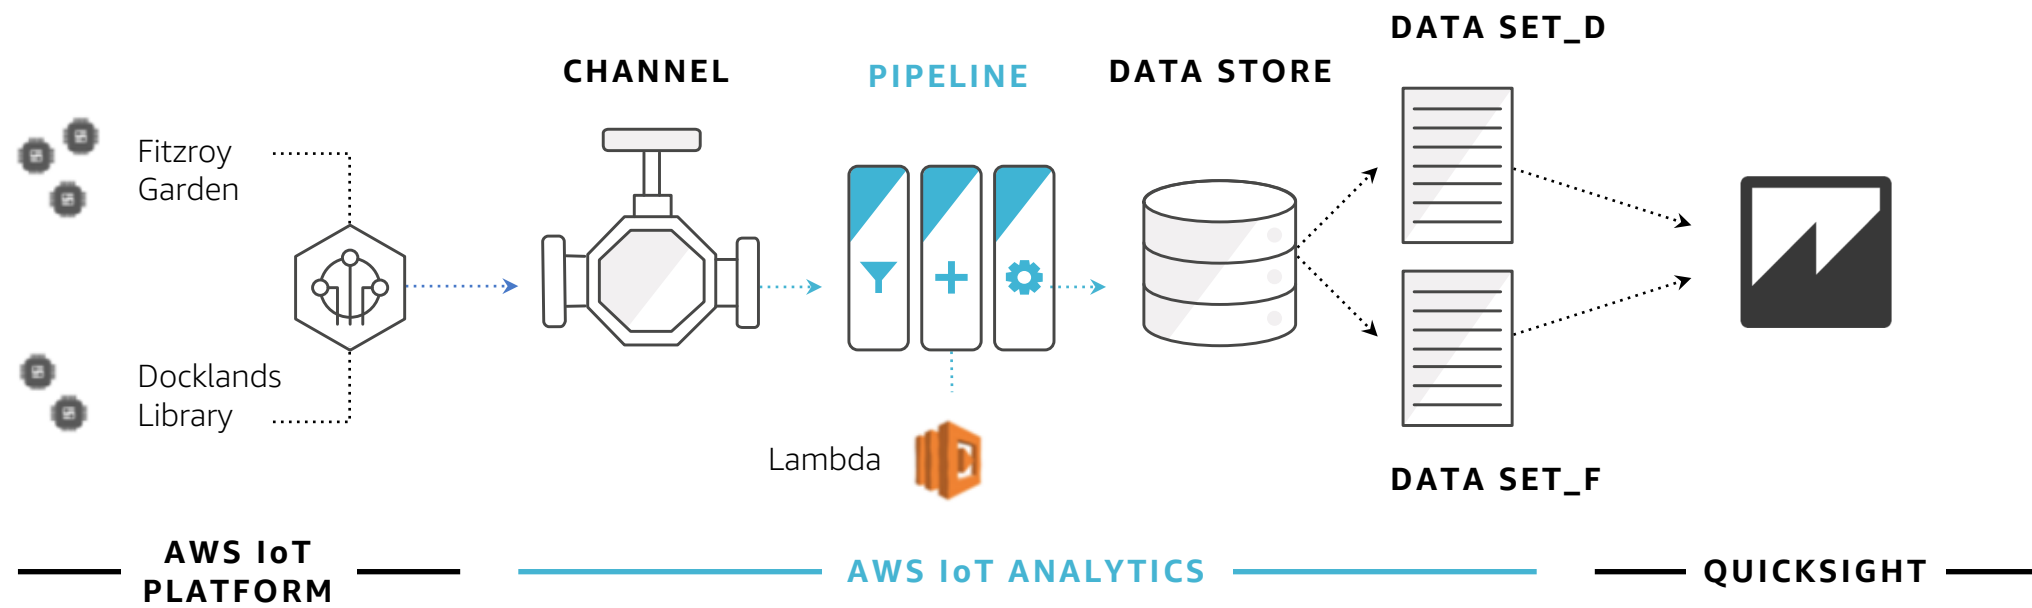 DATA SET_D
CHANNEL
PIPELINE
DATA STORE
Fitzroy
Garden
Docklands
Library
Lambda
DATA SET_F
AWS IoT
PLATFORM
AWS IoT ANALYTICS
QUICKSIGHT